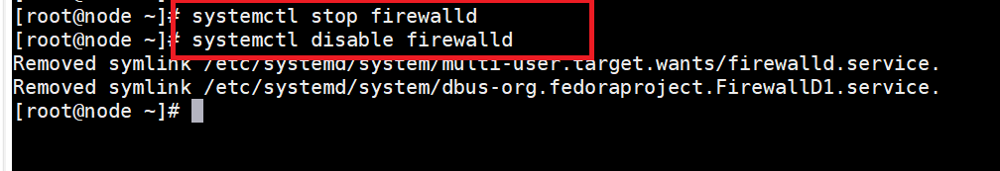 [root@node ~]# systemctl stop firewalld
[root@node ~]# systemctl disable firewalld
Removed symlink /etc/systemd/system/multi-user.target.wants/firewalld.service.
Removed symlink /etc/systemd/system/dbus-org.fedoraproject.FirewallD1.service.
[root@node ~]#